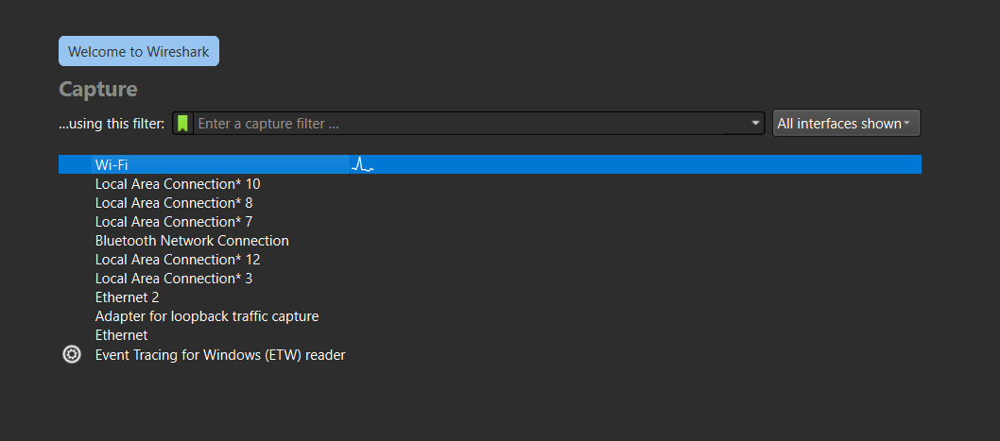 Welcome to Wireshark
Capture
...using this filter: Enter a capture filter ... All interfaces shown
Wi-Fi
Local Area Connection* 10
Local Area Connection* 8
Local Area Connection* 7
Bluetooth Network Connection
Local Area Connection* 12
Local Area Connection* 3
Ethernet 2
Adapter for loopback traffic capture
Ethernet
Event Tracing for Windows (ETW) reader